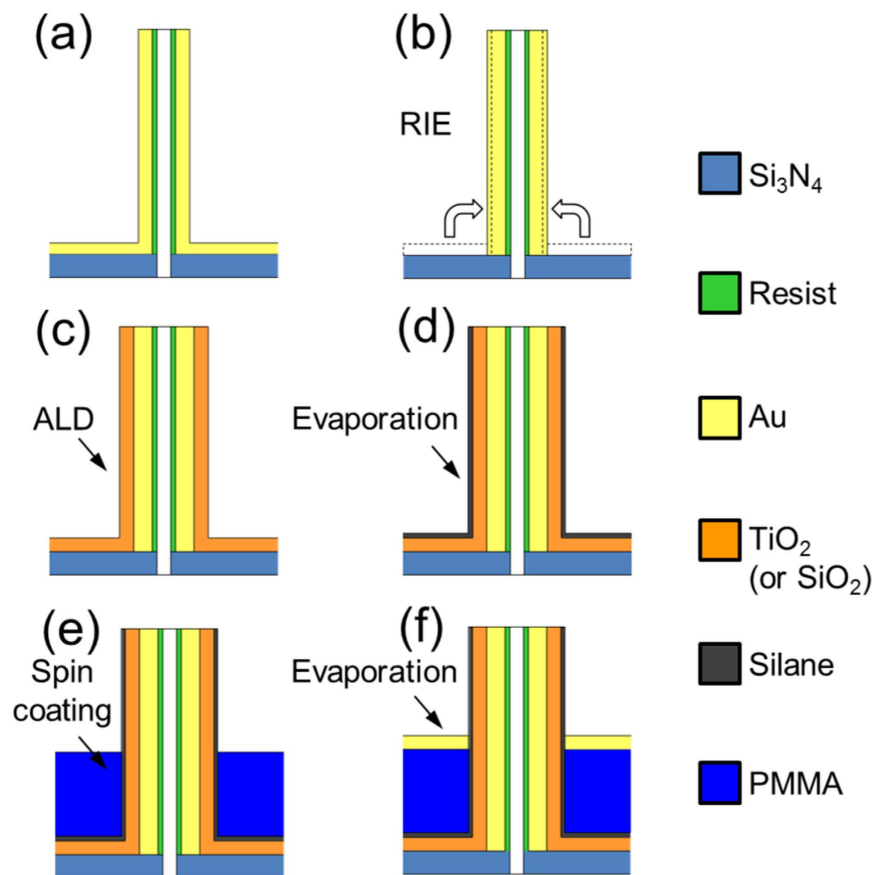 (a)
(b)
RIE
(c)
ALD
(d)
Evaporation
(e)
Spin
coating
(f)
Evaporation
Si₃N₄
Resist
Au
TiO₂
(or SiO₂)
Silane
PMMA